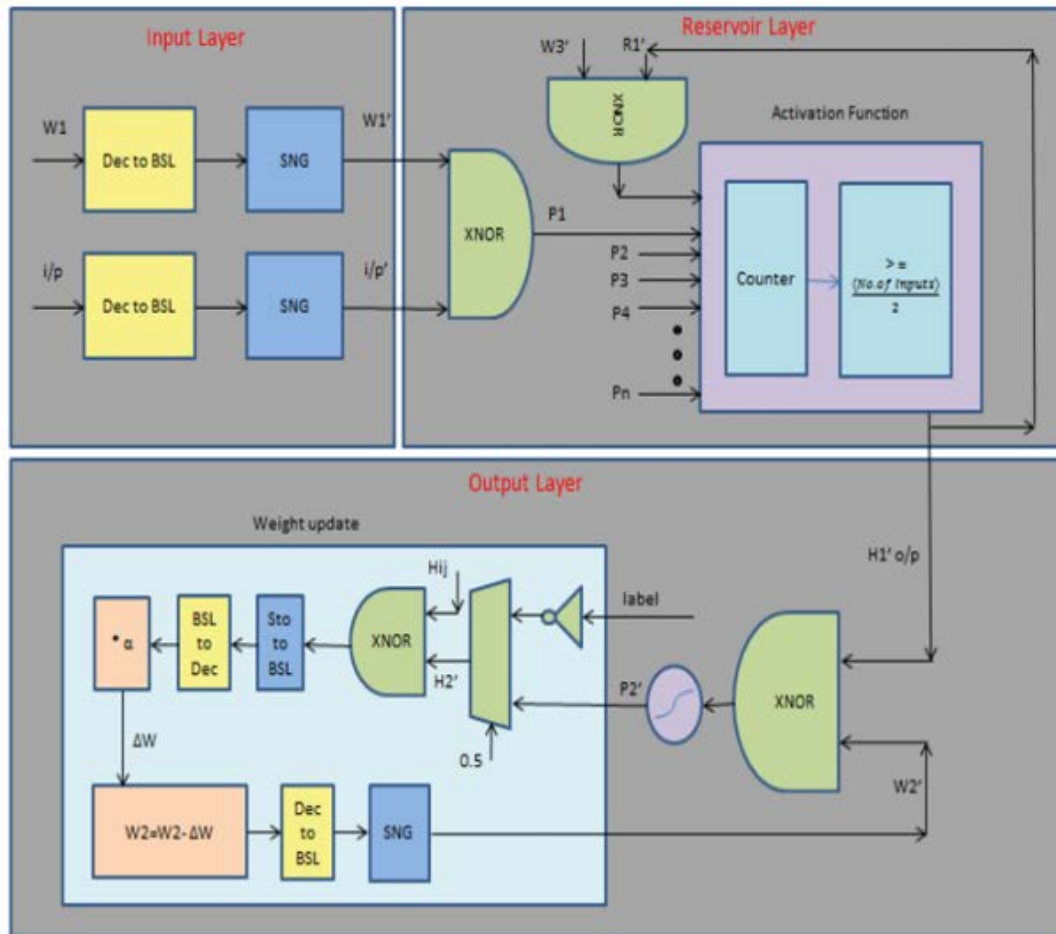 Input Layer
W1
Dec to BSL
SNG
W1’
i/p
Dec to BSL
SNG
i/p’
Reservoir Layer
W3’
R1’
XNOR
Activation Function
XNOR
P1
P2
P3
P4
Pn
Counter
> =
(No.of Inputs)
2
Output Layer
Weight update
H1’ o/p
Hij
label
* α
BSL
to
Dec
Sto
to
BSL
XNOR
H2’
P2’
XNOR
0.5
ΔW
W2’
W2=W2- ΔW
Dec
to
BSL
SNG